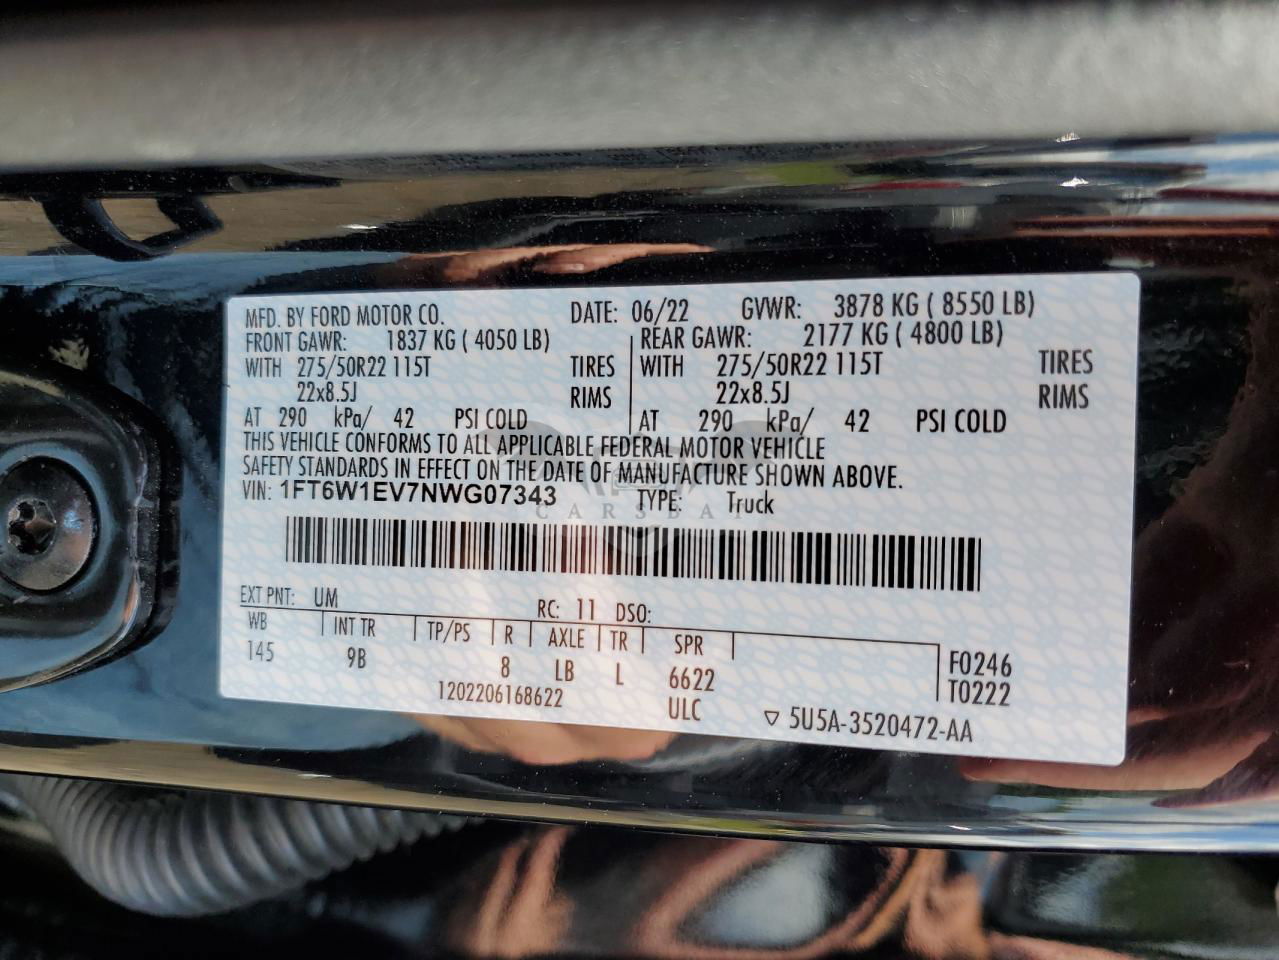 MFD. BY FORD MOTOR CO. DATE: 06/22 GVWR: 3878 KG ( 8550 LB)
FRONT GAWR: 1837 KG ( 4050 LB) REAR GAWR: 2177 KG ( 4800 LB)
WITH 275/50R22 115T TIRES WITH 275/50R22 115T TIRES
22x8.5J RIMS 22x8.5J RIMS
AT 290 kPa/ 42 PSI COLD AT 290 kPa/ 42 PSI COLD
THIS VEHICLE CONFORMS TO ALL APPLICABLE FEDERAL MOTOR VEHICLE
SAFETY STANDARDS IN EFFECT ON THE DATE OF MANUFACTURE SHOWN ABOVE.
VIN: 1FT6W1EV7NWG07343 TYPE: Truck
CARSBAT
EXT PNT: UM RC: 11 DSO:
WB INT TR TP/PS R AXLE TR SPR
145 9B 8 LB L 6622 F0246
1202206168622 ULC T0222
▽ 5U5A-3520472-AA